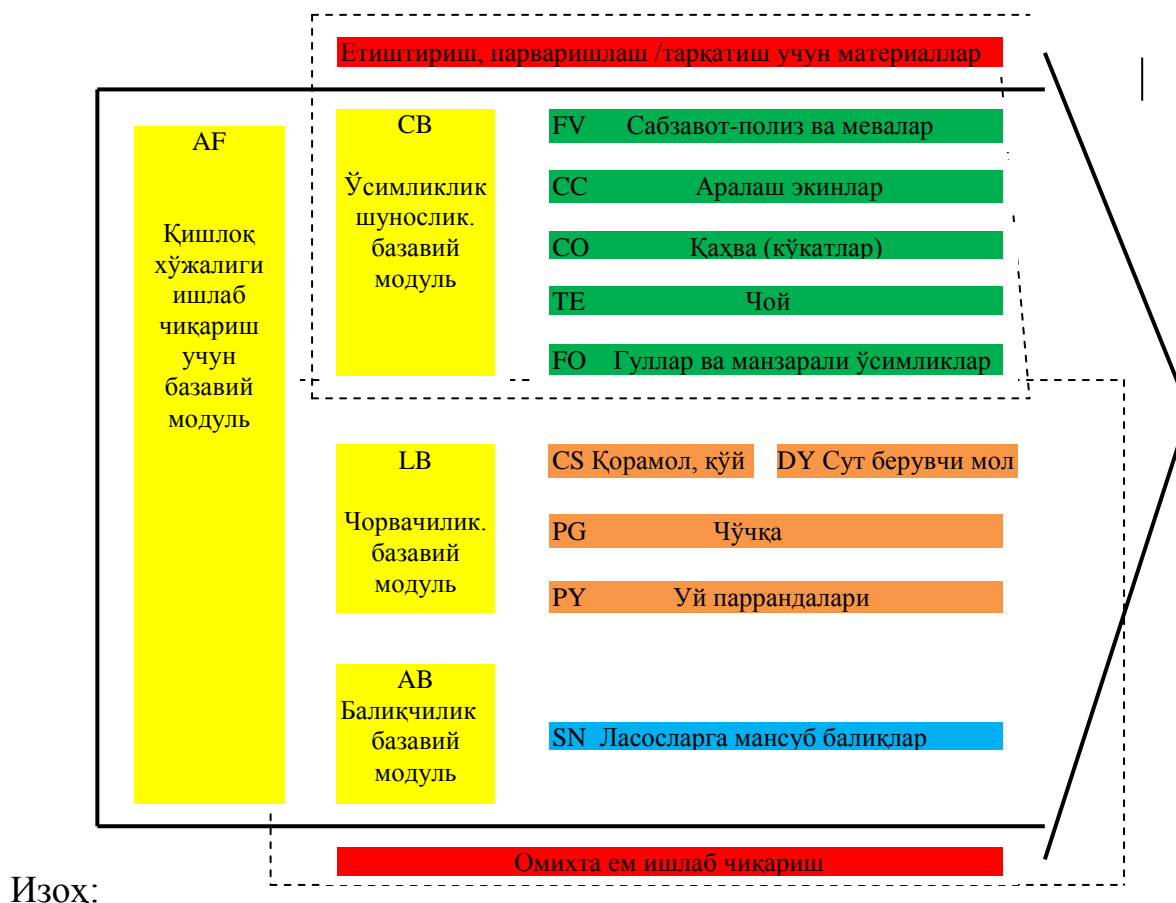 Етиштириш, парваришлаш /тарқатиш учун материаллар
AF
Қишлоқ
хўжалиги
ишлаб
чиқариш
учун
базавий
модуль
CB
Ўсимликлик
шунослик.
базавий
модуль
FV Сабзавот-полиз ва мевалар
CC Аралаш экинлар
CO Қаҳва (кўкатлар)
TE Чой
FO Гуллар ва манзарали ўсимликлар
LB
Чорвачилик.
базавий
модуль
CS Қорамол, қўй
DY Сут берувчи мол
PG Чўчқа
PY Уй паррандалари
AB
Балиқчилик
базавий
модуль
SN Ласосларга мансуб балиқлар
Омихта ем ишлаб чиқариш
Изоҳ: